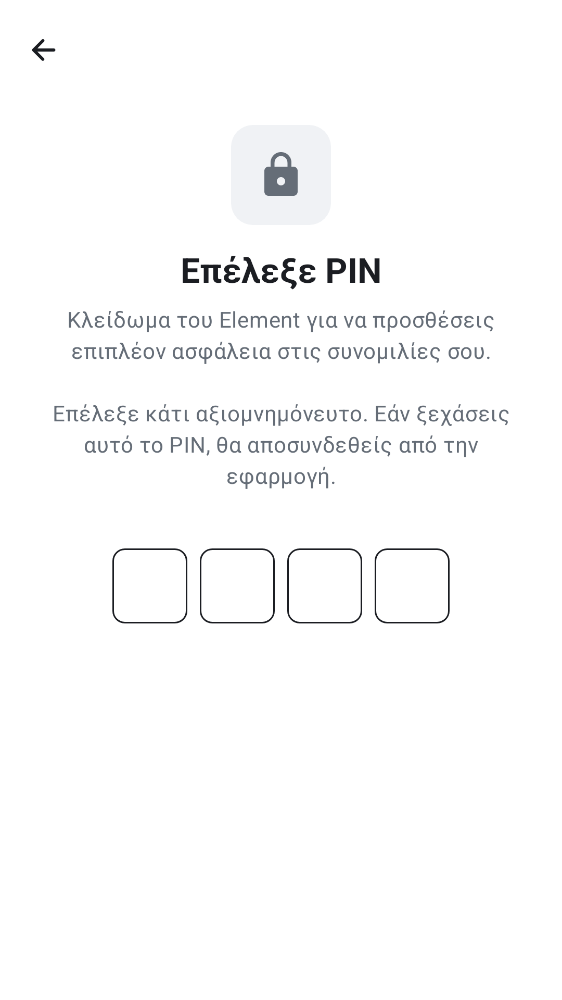 Επέλεξε PIN
Κλείδωμα του Element για να προσθέσεις
επιπλέον ασφάλεια στις συνομιλίες σου.
Επέλεξε κάτι αξιομνημόνευτο. Εάν ξεχάσεις
αυτό το PIN, θα αποσυνδεθείς από την
εφαρμογή.